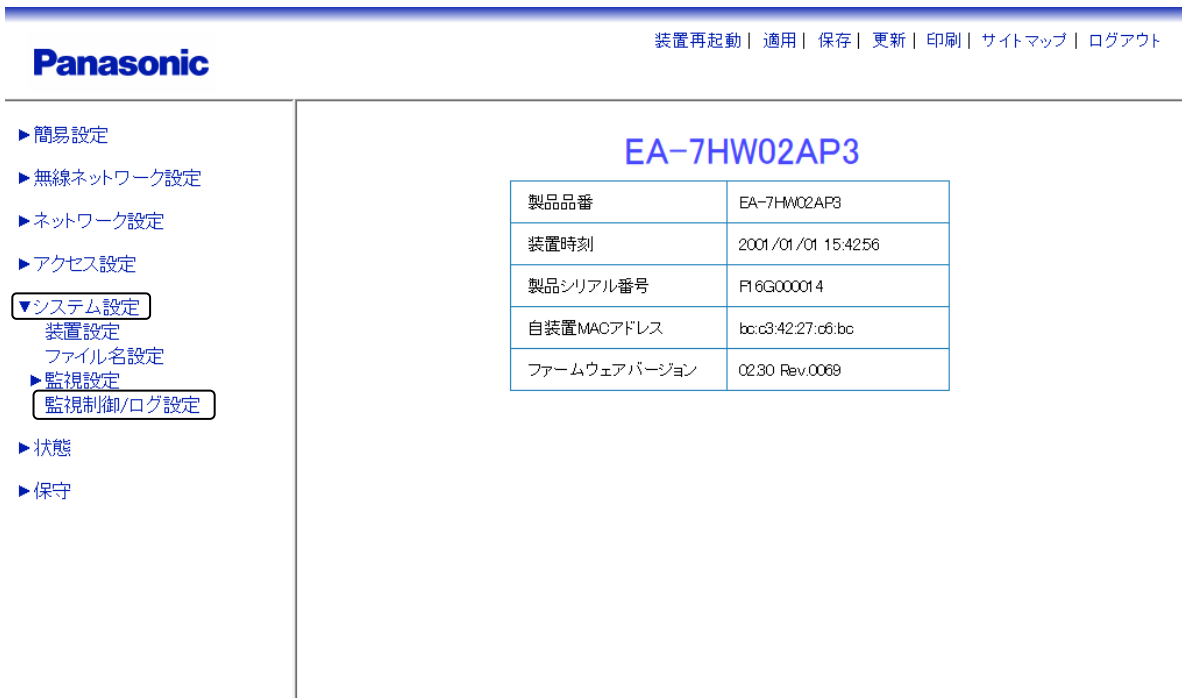 Panasonic
装置再起動| 適用| 保存| 更新| 印刷| サイトマップ| ログアウト
▶簡易設定
▶無線ネットワーク設定
▶ネットワーク設定
▶アクセス設定
▼システム設定
装置設定
ファイル名設定
▶監視設定
監視制御/ログ設定
▶状態
▶保守
EA-7HW02AP3
製品品番 EA-7HW02AP3
装置時刻 2001/01/01 15:42:56
製品シリアル番号 F16G000014
自装置MACアドレス bc:c3:42:27:c6:bc
ファームウェアバージョン 02.30 Rev.0069